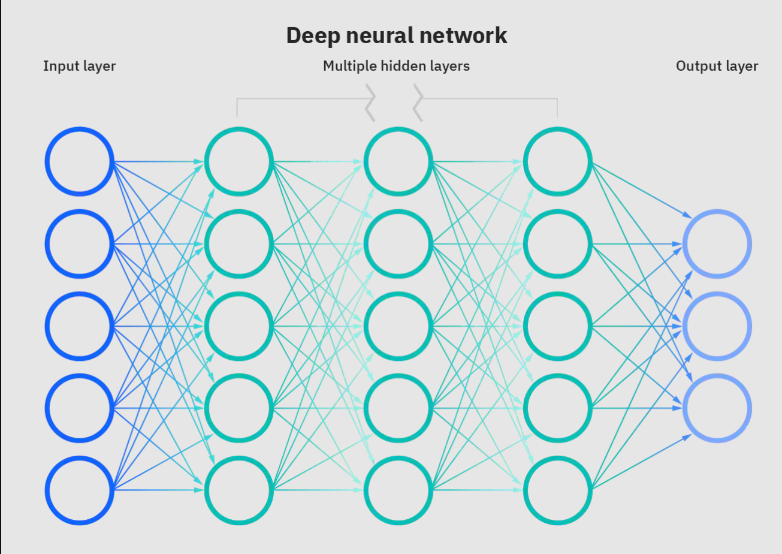 Deep neural network
Input layer
Multiple hidden layers
Output layer